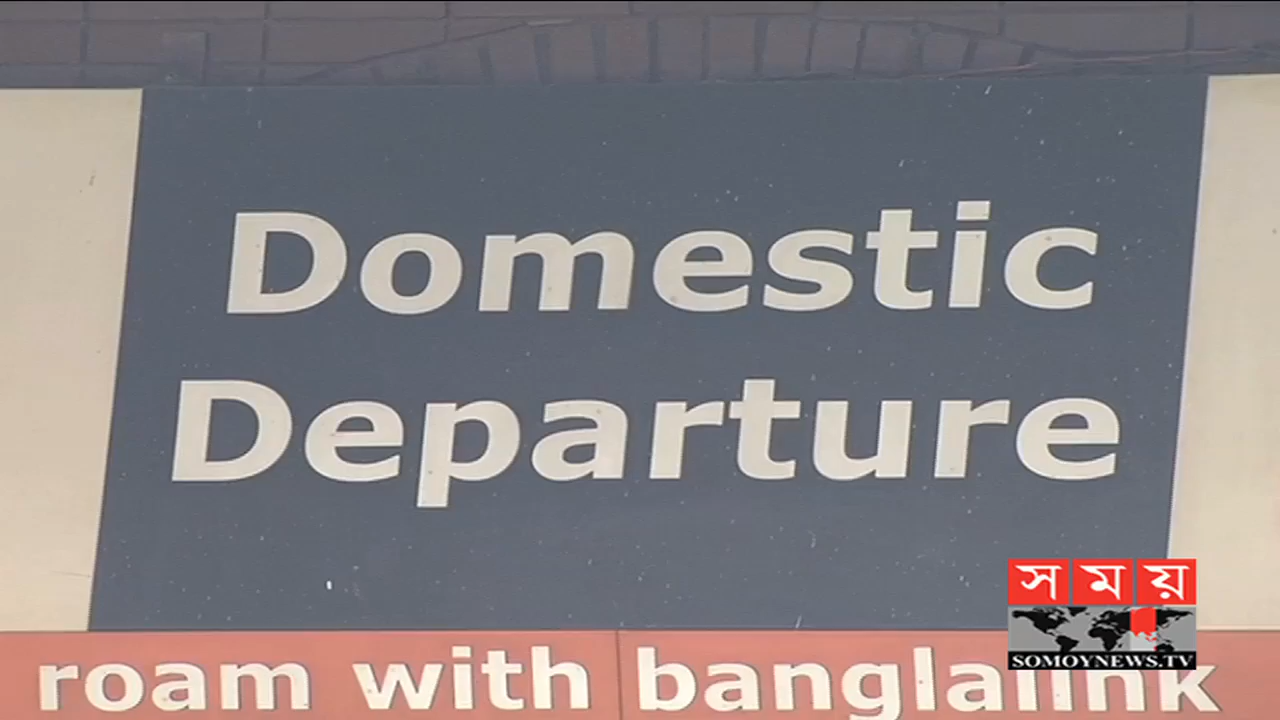 Domestic
Departure
সময়
SOMOYNEWS.TV
roam with banglalink